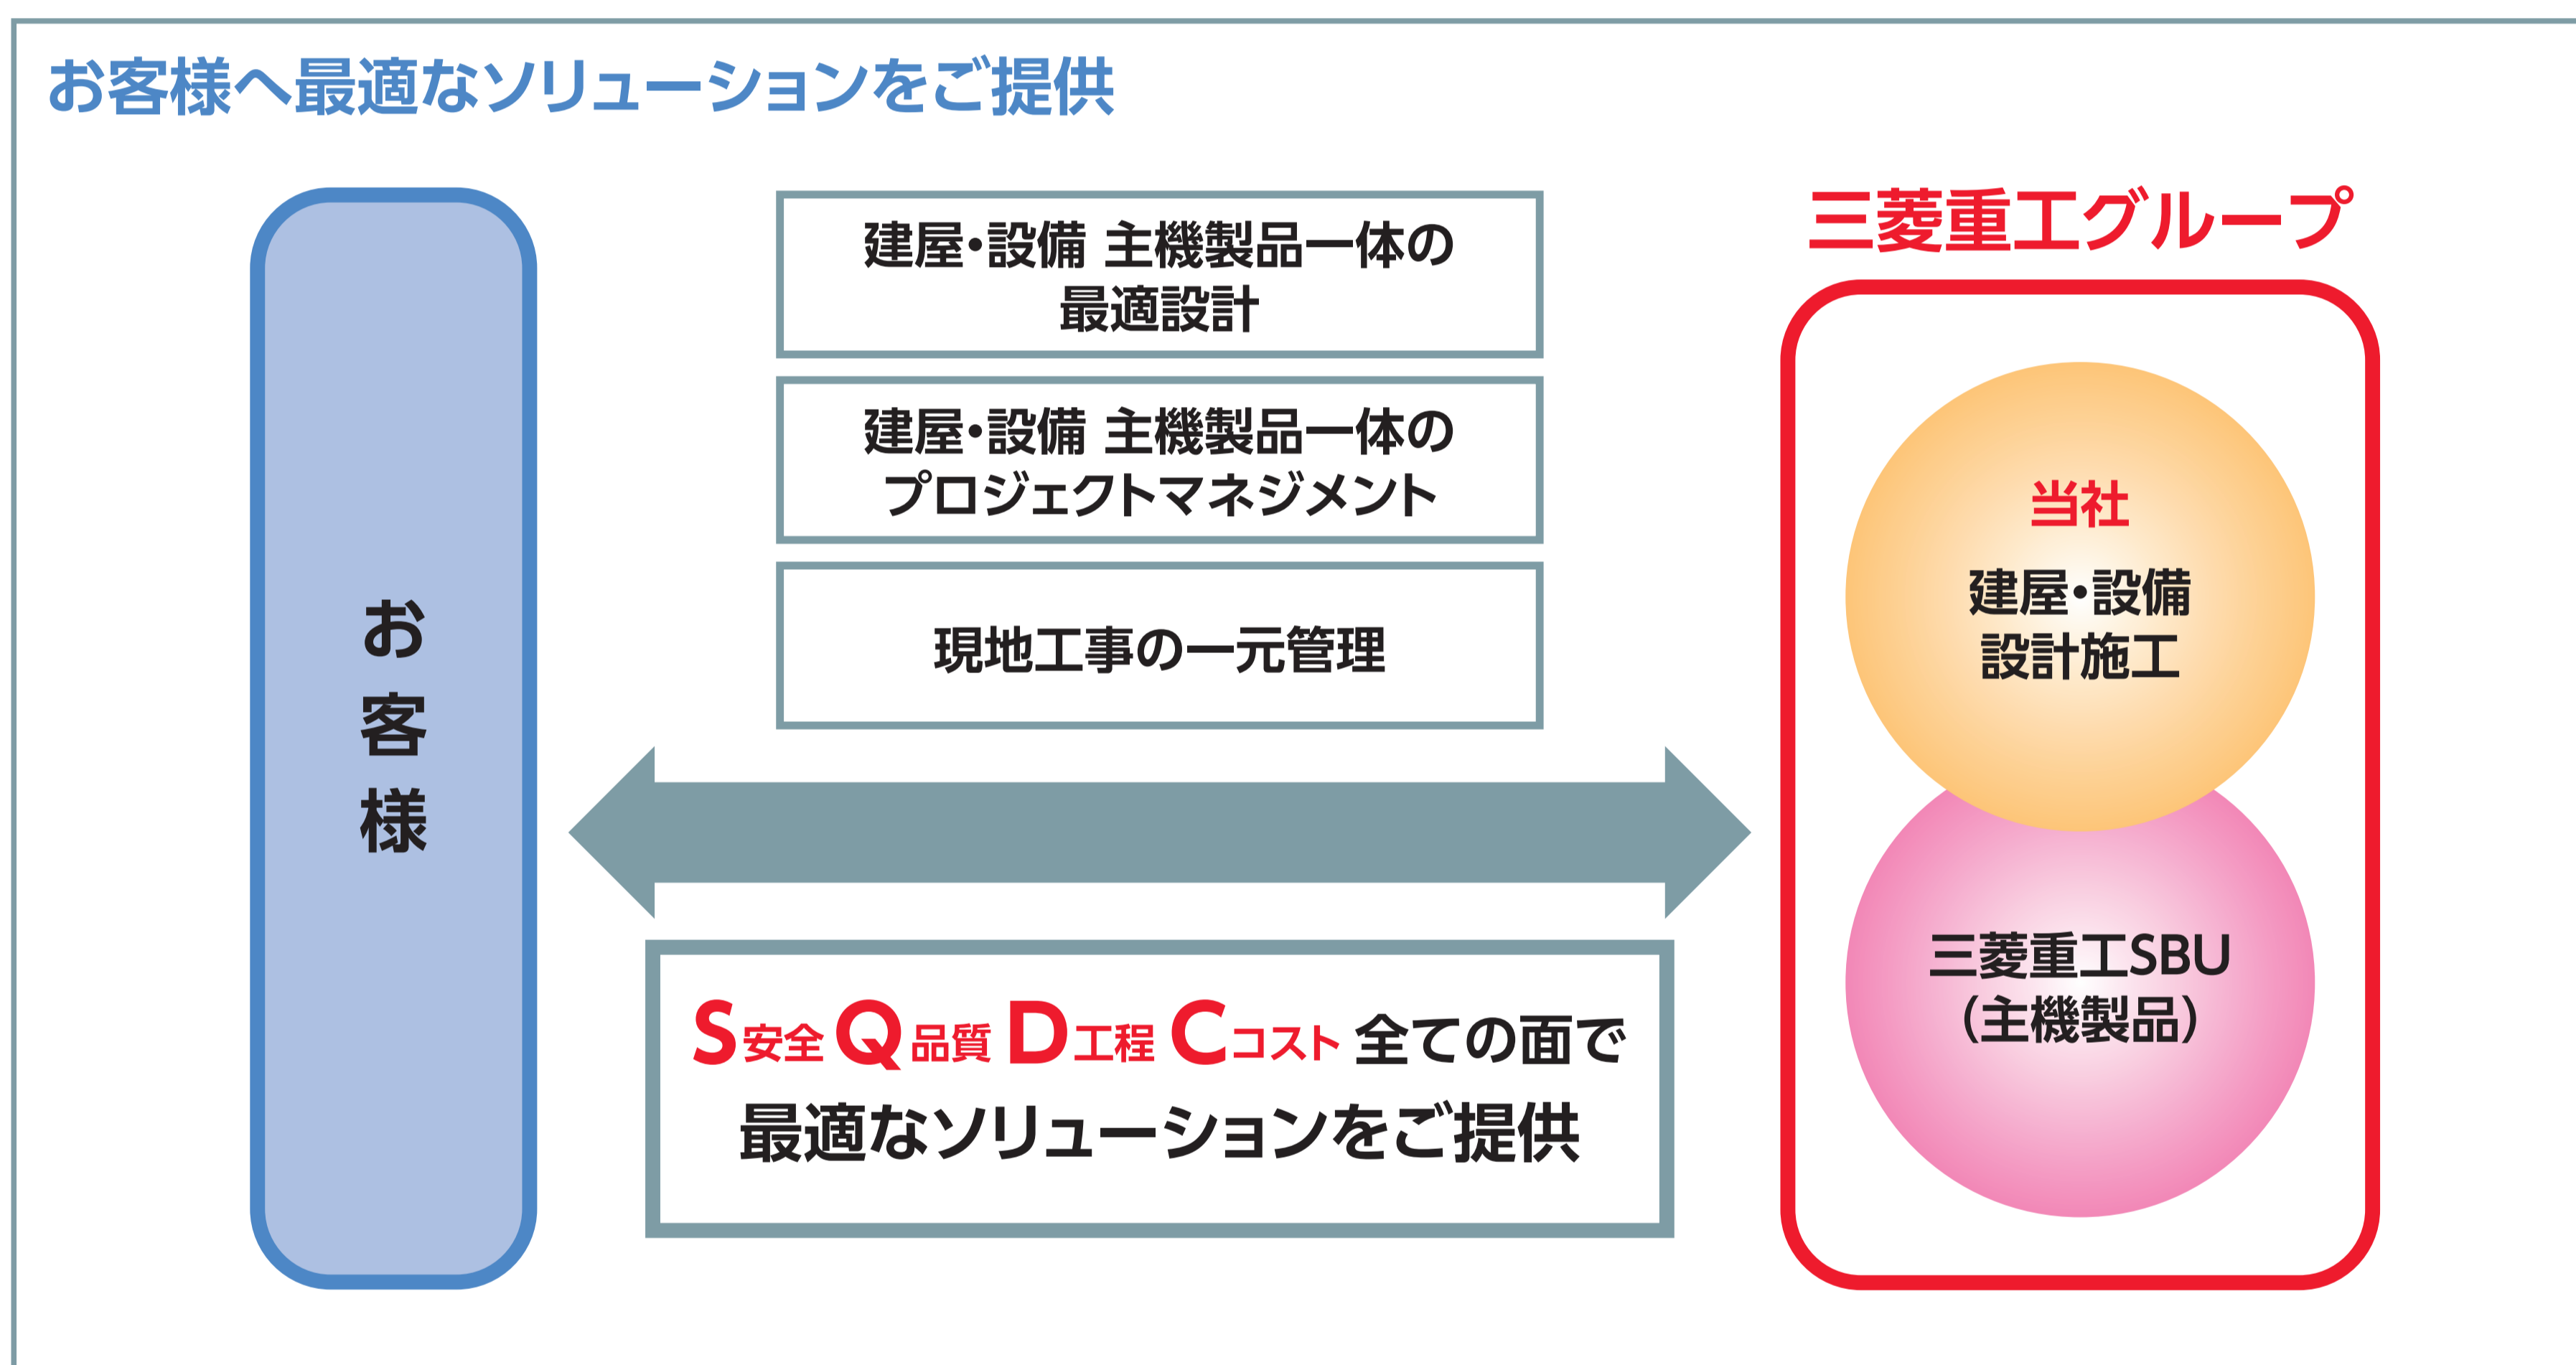 お客様へ最適なソリューションをご提供
お客様
建屋・設備 主機製品一体の
最適設計
建屋・設備 主機製品一体の
プロジェクトマネジメント
現地工事の一元管理
S安全 Q品質 D工程 Cコスト 全ての面で
最適なソリューションをご提供
三菱重工グループ
当社
建屋・設備
設計施工
三菱重工SBU
(主機製品)